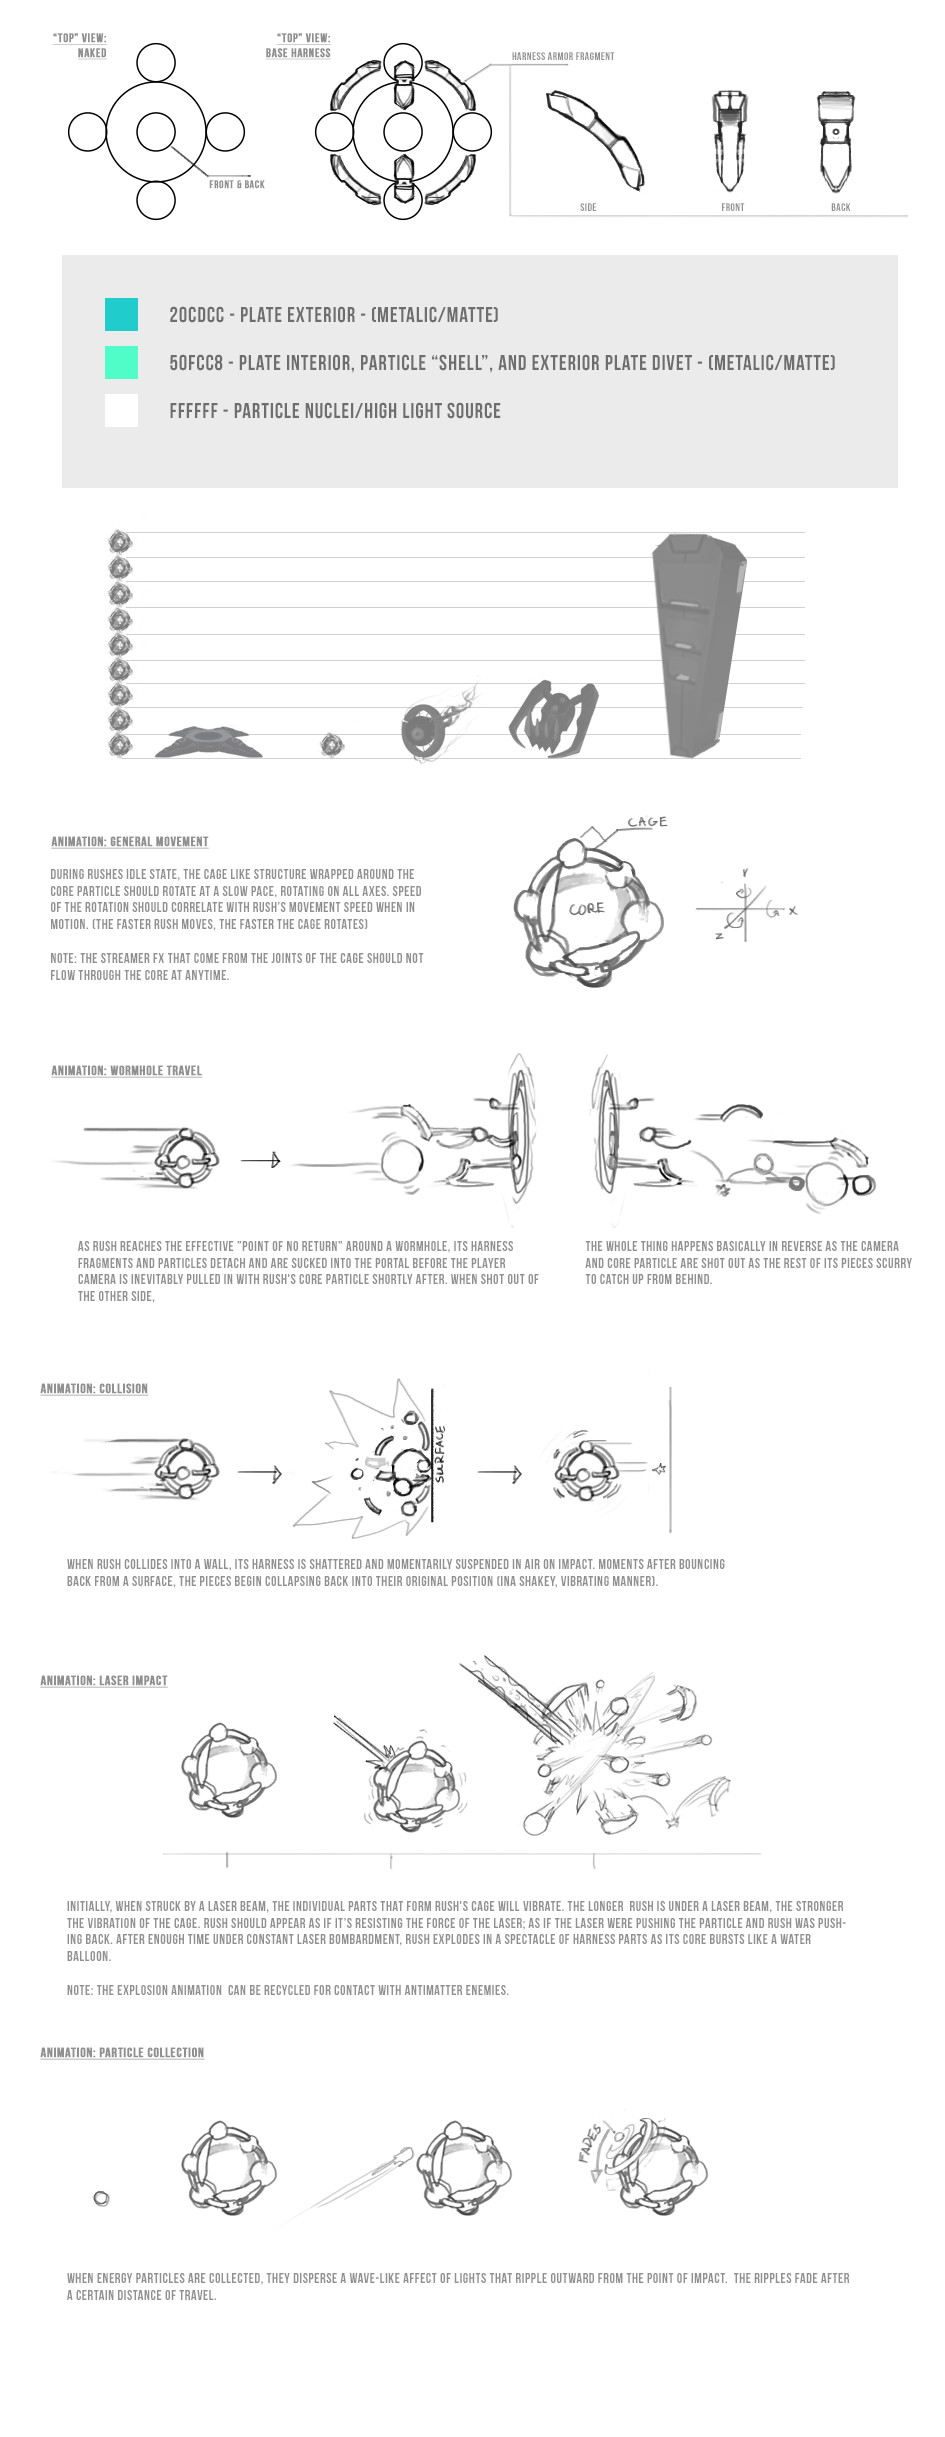 "TOP" VIEW:
NAKED
"TOP" VIEW:
BASE HARNESS
HARNESS ARMOR FRAGMENT
FRONT & BACK
SIDE
FRONT
BACK
20CDCC - PLATE EXTERIOR - (METALIC/MATTE)
50FCC8 - PLATE INTERIOR, PARTICLE “SHELL”, AND EXTERIOR PLATE DIVET - (METALIC/MATTE)
FFFFFF - PARTICLE NUCLEI/HIGH LIGHT SOURCE
ANIMATION: GENERAL MOVEMENT
DURING RUSHES IDLE STATE, THE CAGE LIKE STRUCTURE WRAPPED AROUND THE
CORE PARTICLE SHOULD ROTATE AT A SLOW PACE, ROTATING ON ALL AXES. SPEED
OF THE ROTATION SHOULD CORRELATE WITH RUSH'S MOVEMENT SPEED WHEN IN
MOTION. (THE FASTER RUSH MOVES, THE FASTER THE CAGE ROTATES)
NOTE: THE STREAMER FX THAT COME FROM THE JOINTS OF THE CAGE SHOULD NOT
FLOW THROUGH THE CORE AT ANYTIME.
CAGE
CORE
Y
X
Z
ANIMATION: WORMHOLE TRAVEL
AS RUSH REACHES THE EFFECTIVE "POINT OF NO RETURN" AROUND A WORMHOLE, ITS HARNESS
FRAGMENTS AND PARTICLES DETACH AND ARE SUCKED INTO THE PORTAL BEFORE THE PLAYER
CAMERA IS INEVITABLY PULLED IN WITH RUSH'S CORE PARTICLE SHORTLY AFTER. WHEN SHOT OUT OF
THE OTHER SIDE,
THE WHOLE THING HAPPENS BASICALLY IN REVERSE AS THE CAMERA
AND CORE PARTICLE ARE SHOT OUT AS THE REST OF ITS PIECES SCURRY
TO CATCH UP FROM BEHIND.
ANIMATION: COLLISION
SURFACE
WHEN RUSH COLLIDES INTO A WALL, ITS HARNESS IS SHATTERED AND MOMENTARILY SUSPENDED IN AIR ON IMPACT. MOMENTS AFTER BOUNCING
BACK FROM A SURFACE, THE PIECES BEGIN COLLAPSING BACK INTO THEIR ORIGINAL POSITION (INA SHAKEY, VIBRATING MANNER).
ANIMATION: LASER IMPACT
INITIALLY, WHEN STRUCK BY A LASER BEAM, THE INDIVIDUAL PARTS THAT FORM RUSH'S CAGE WILL VIBRATE. THE LONGER  RUSH IS UNDER A LASER BEAM, THE STRONGER
THE VIBRATION OF THE CAGE. RUSH SHOULD APPEAR AS IF IT'S RESISTING THE FORCE OF THE LASER; AS IF THE LASER WERE PUSHING THE PARTICLE AND RUSH WAS PUSH-
ING BACK. AFTER ENOUGH TIME UNDER CONSTANT LASER BOMBARDMENT, RUSH EXPLODES IN A SPECTACLE OF HARNESS PARTS AS ITS CORE BURSTS LIKE A WATER
BALLOON.
NOTE: THE EXPLOSION ANIMATION  CAN BE RECYCLED FOR CONTACT WITH ANTIMATTER ENEMIES.
ANIMATION: PARTICLE COLLECTION
FADES
WHEN ENERGY PARTICLES ARE COLLECTED, THEY DISPERSE A WAVE-LIKE AFFECT OF LIGHTS THAT RIPPLE OUTWARD FROM THE POINT OF IMPACT.  THE RIPPLES FADE AFTER
A CERTAIN DISTANCE OF TRAVEL.